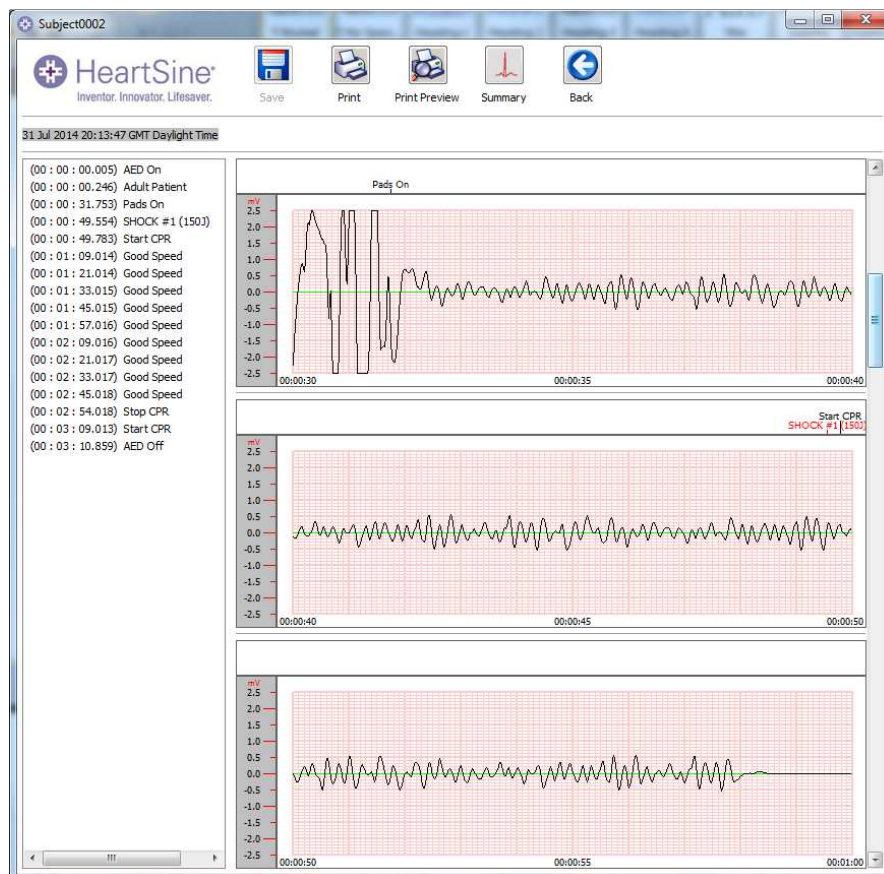 Subject0002
HeartSine®
Inventor. Innovator. Lifesaver.
Save
Print
Print Preview
Summary
Back
31 Jul 2014 20:13:47 GMT Daylight Time
(00 : 00 : 00.005) AED On
(00 : 00 : 00.246) Adult Patient
(00 : 00 : 31.753) Pads On
(00 : 00 : 49.554) SHOCK #1 (150J)
(00 : 00 : 49.783) Start CPR
(00 : 01 : 09.014) Good Speed
(00 : 01 : 21.014) Good Speed
(00 : 01 : 33.015) Good Speed
(00 : 01 : 45.015) Good Speed
(00 : 01 : 57.016) Good Speed
(00 : 02 : 09.016) Good Speed
(00 : 02 : 21.017) Good Speed
(00 : 02 : 33.017) Good Speed
(00 : 02 : 45.018) Good Speed
(00 : 02 : 54.018) Stop CPR
(00 : 03 : 09.013) Start CPR
(00 : 03 : 10.859) AED Off
Pads On
mV
2.5
2.0
1.5
1.0
0.5
0.0
-0.5
-1.0
-1.5
-2.0
-2.5
00:00:30
00:00:35
00:00:40
Start CPR
SHOCK #1 (150J)
mV
2.5
2.0
1.5
1.0
0.5
0.0
-0.5
-1.0
-1.5
-2.0
-2.5
00:00:40
00:00:45
00:00:50
mV
2.5
2.0
1.5
1.0
0.5
0.0
-0.5
-1.0
-1.5
-2.0
-2.5
00:00:50
00:00:55
00:01:00